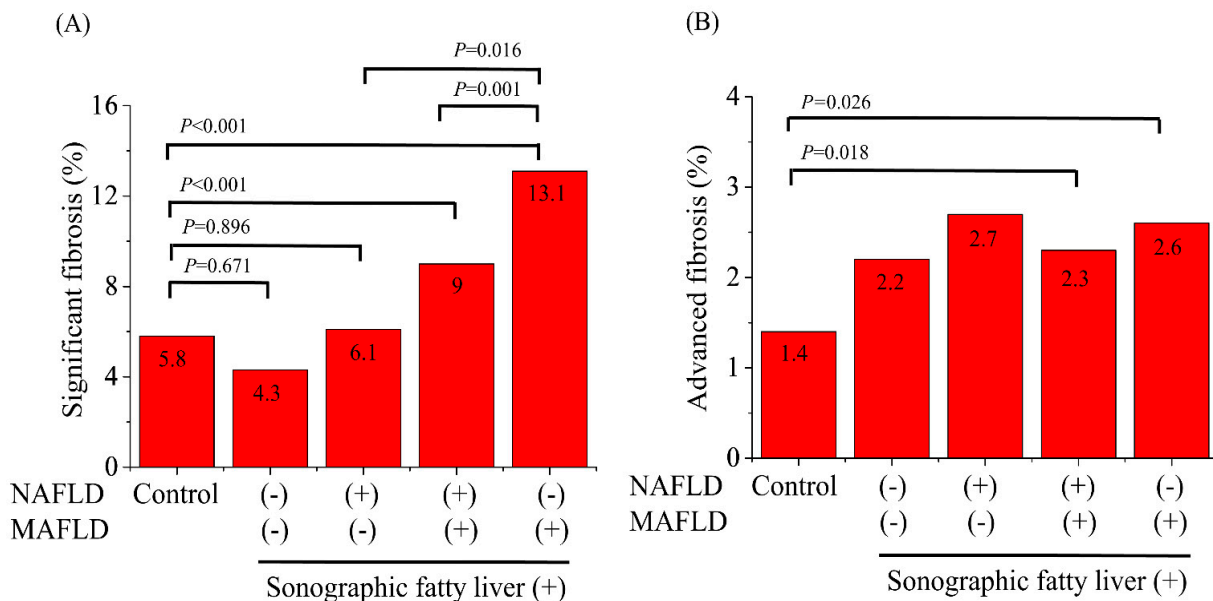 (A)
P=0.016
P=0.001
P<0.001
P<0.001
P=0.896
P=0.671
Significant fibrosis (%)
16
12
8
4
0
5.8
4.3
6.1
9
13.1
NAFLD Control (-) (+) (+) (-)
MAFLD (-) (-) (+) (+)
Sonographic fatty liver (+)
(B)
P=0.026
P=0.018
Advanced fibrosis (%)
4
3
2
1
0
1.4
2.2
2.7
2.3
2.6
NAFLD Control (-) (+) (+) (-)
MAFLD (-) (-) (+) (+)
Sonographic fatty liver (+)